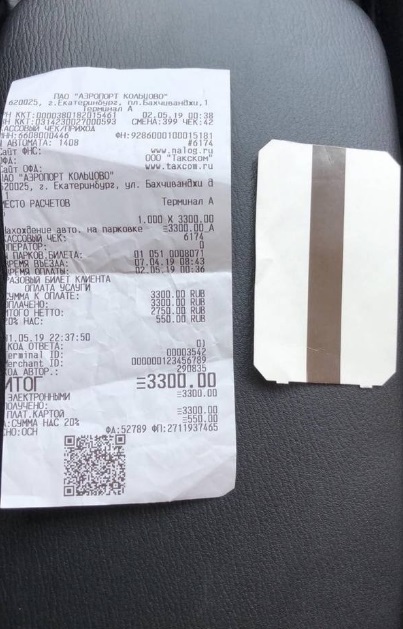 ПАО "АЭРОПОРТ КОЛЬЦОВО"
620025, г.Екатеринбург, пл.Бахчиванджи,1
Терминал А
РН ККТ:0000380182015461 02.05.19 00:38
ЗН ККТ:0314230027000593 СМЕНА:399 ЧЕК:42
КАССОВЫЙ ЧЕК/ПРИХОД
ИНН:6608000446 ФН:9286000100015181
№ АВТОМАТА: 1408 #6174
Сайт ФНС: www.nalog.ru
ОФД: ООО "Такском"
Сайт ОФД: www.taxcom.ru
ПАО "АЭРОПОРТ КОЛЬЦОВО"
620025, г. Екатеринбург, ул. Бахчиванджи д
1
МЕСТО РАСЧЕТОВ Терминал А
1.000 X 3300.00
Нахождение авто. на парковке ≡3300.00_А
КАССОВЫЙ ЧЕК: 6174
ОПЕРАТОР: 0
№ ПАРКОВ.БИЛЕТА: 01 051 0008071
ВРЕМЯ ВЪЕЗДА: 07.04.19 08:43
ВРЕМЯ ОПЛАТЫ: 02.05.19 00:36
РАЗОВЫЙ БИЛЕТ КЛИЕНТА
ОПЛАТА УСЛУГИ
СУММА К ОПЛАТЕ: 3300.00 RUB
ОПЛАЧЕНО: 3300.00 RUB
ИТОГО НЕТТО: 2750.00 RUB
20% НДС: 550.00 RUB
01.05.19 22:37:50
КОД ОТВЕТА: 00
Terminal ID: 00003542
Merchant ID: 000000123456789
КОД АВТОР.: 290835
ИТОГ ≡3300.00
ЭЛЕКТРОННЫМИ ≡3300.00
ПОЛУЧЕНО:
ПЛАТ.КАРТОЙ ≡3300.00
А:СУММА НДС 20% ≡550.00
СНО:ОСН ФД:52789 ФП:2711937465